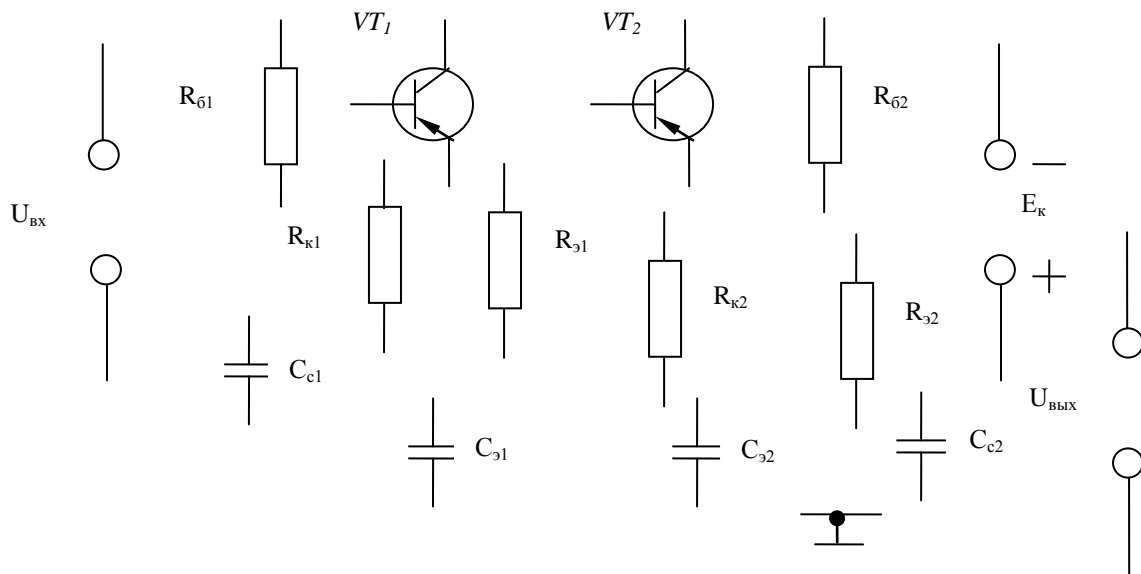 VT₁
VT₂
Rб1
Rб2
Uвх
Eк
Rк1
Rэ1
Rк2
Rэ2
Cс1
Uвых
Cэ1
Cэ2
Cс2